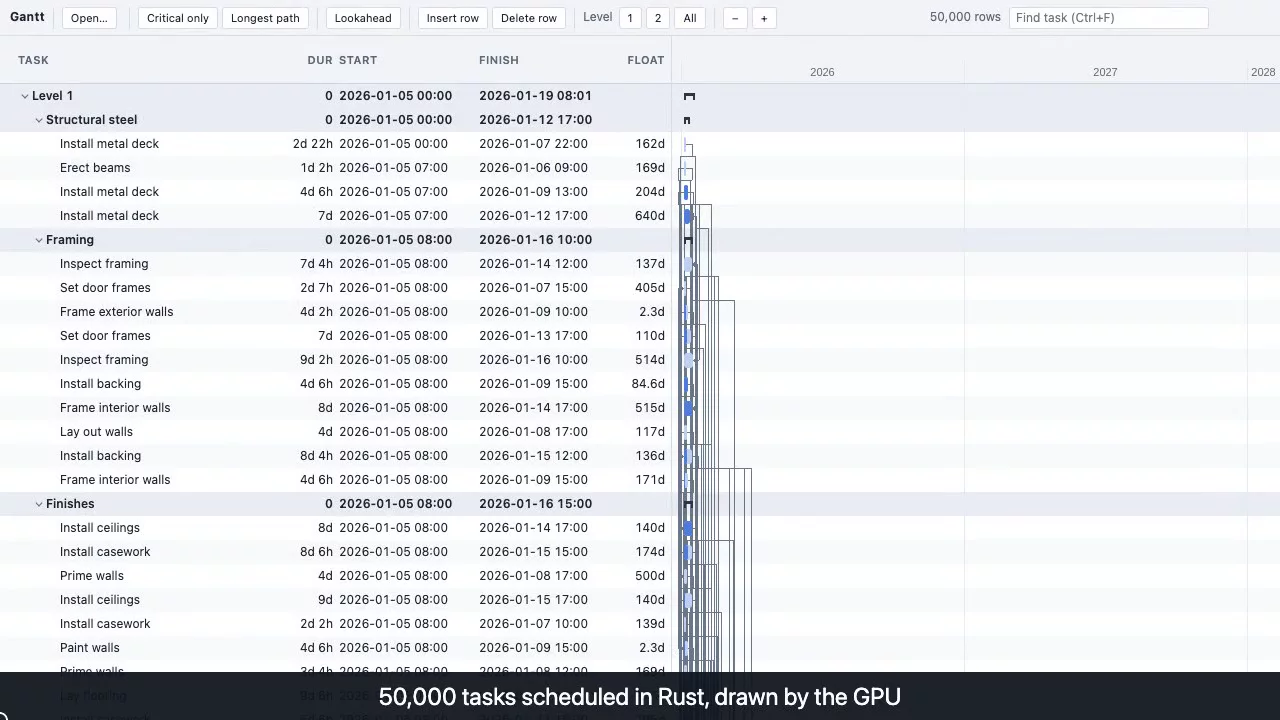 Gantt Open... Critical only Longest path Lookahead Insert row Delete row Level 1 2 All − + 50,000 rows Find task (Ctrl+F)
TASK DUR START FINISH FLOAT 2026 2027 2028
Level 1 0 2026-01-05 00:00 2026-01-19 08:01
Structural steel 0 2026-01-05 00:00 2026-01-12 17:00
Install metal deck 2d 22h 2026-01-05 00:00 2026-01-07 22:00 162d
Erect beams 1d 2h 2026-01-05 07:00 2026-01-06 09:00 169d
Install metal deck 4d 6h 2026-01-05 07:00 2026-01-09 13:00 204d
Install metal deck 7d 2026-01-05 07:00 2026-01-12 17:00 640d
Framing 0 2026-01-05 08:00 2026-01-16 10:00
Inspect framing 7d 4h 2026-01-05 08:00 2026-01-14 12:00 137d
Set door frames 2d 7h 2026-01-05 08:00 2026-01-07 15:00 405d
Frame exterior walls 4d 2h 2026-01-05 08:00 2026-01-09 10:00 2.3d
Set door frames 7d 2026-01-05 08:00 2026-01-13 17:00 110d
Inspect framing 9d 2h 2026-01-05 08:00 2026-01-16 10:00 514d
Install backing 4d 6h 2026-01-05 08:00 2026-01-09 15:00 84.6d
Frame interior walls 8d 2026-01-05 08:00 2026-01-14 17:00 515d
Lay out walls 4d 2026-01-05 08:00 2026-01-08 17:00 117d
Install backing 8d 4h 2026-01-05 08:00 2026-01-15 12:00 136d
Frame interior walls 4d 6h 2026-01-05 08:00 2026-01-09 15:00 171d
Finishes 0 2026-01-05 08:00 2026-01-16 15:00
Install ceilings 8d 2026-01-05 08:00 2026-01-14 17:00 140d
Install casework 8d 6h 2026-01-05 08:00 2026-01-15 15:00 174d
Prime walls 4d 2026-01-05 08:00 2026-01-08 17:00 500d
Install ceilings 9d 2026-01-05 08:00 2026-01-15 17:00 140d
Install casework 2d 2h 2026-01-05 08:00 2026-01-07 10:00 139d
Paint walls 4d 6h 2026-01-05 08:00 2026-01-09 15:00 2.3d
Prime walls 3d 4h 2026-01-05 08:00 2026-01-08 12:00 169d
Lay flooring
50,000 tasks scheduled in Rust, drawn by the GPU